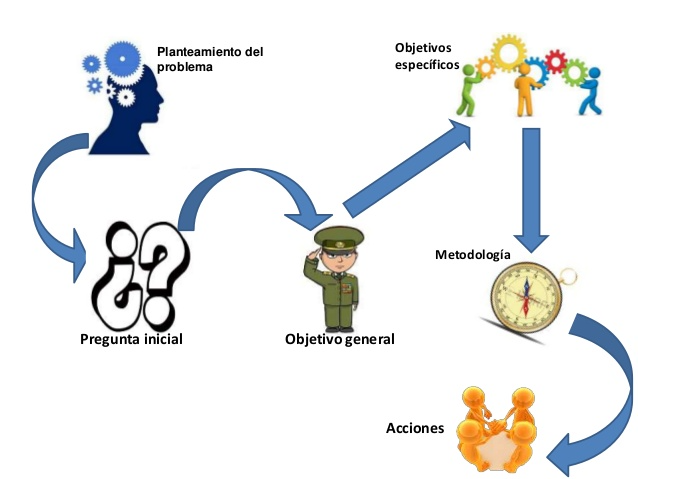 Planteamiento del
problema
Objetivos
específicos
Metodología
Pregunta inicial
Objetivo general
Acciones